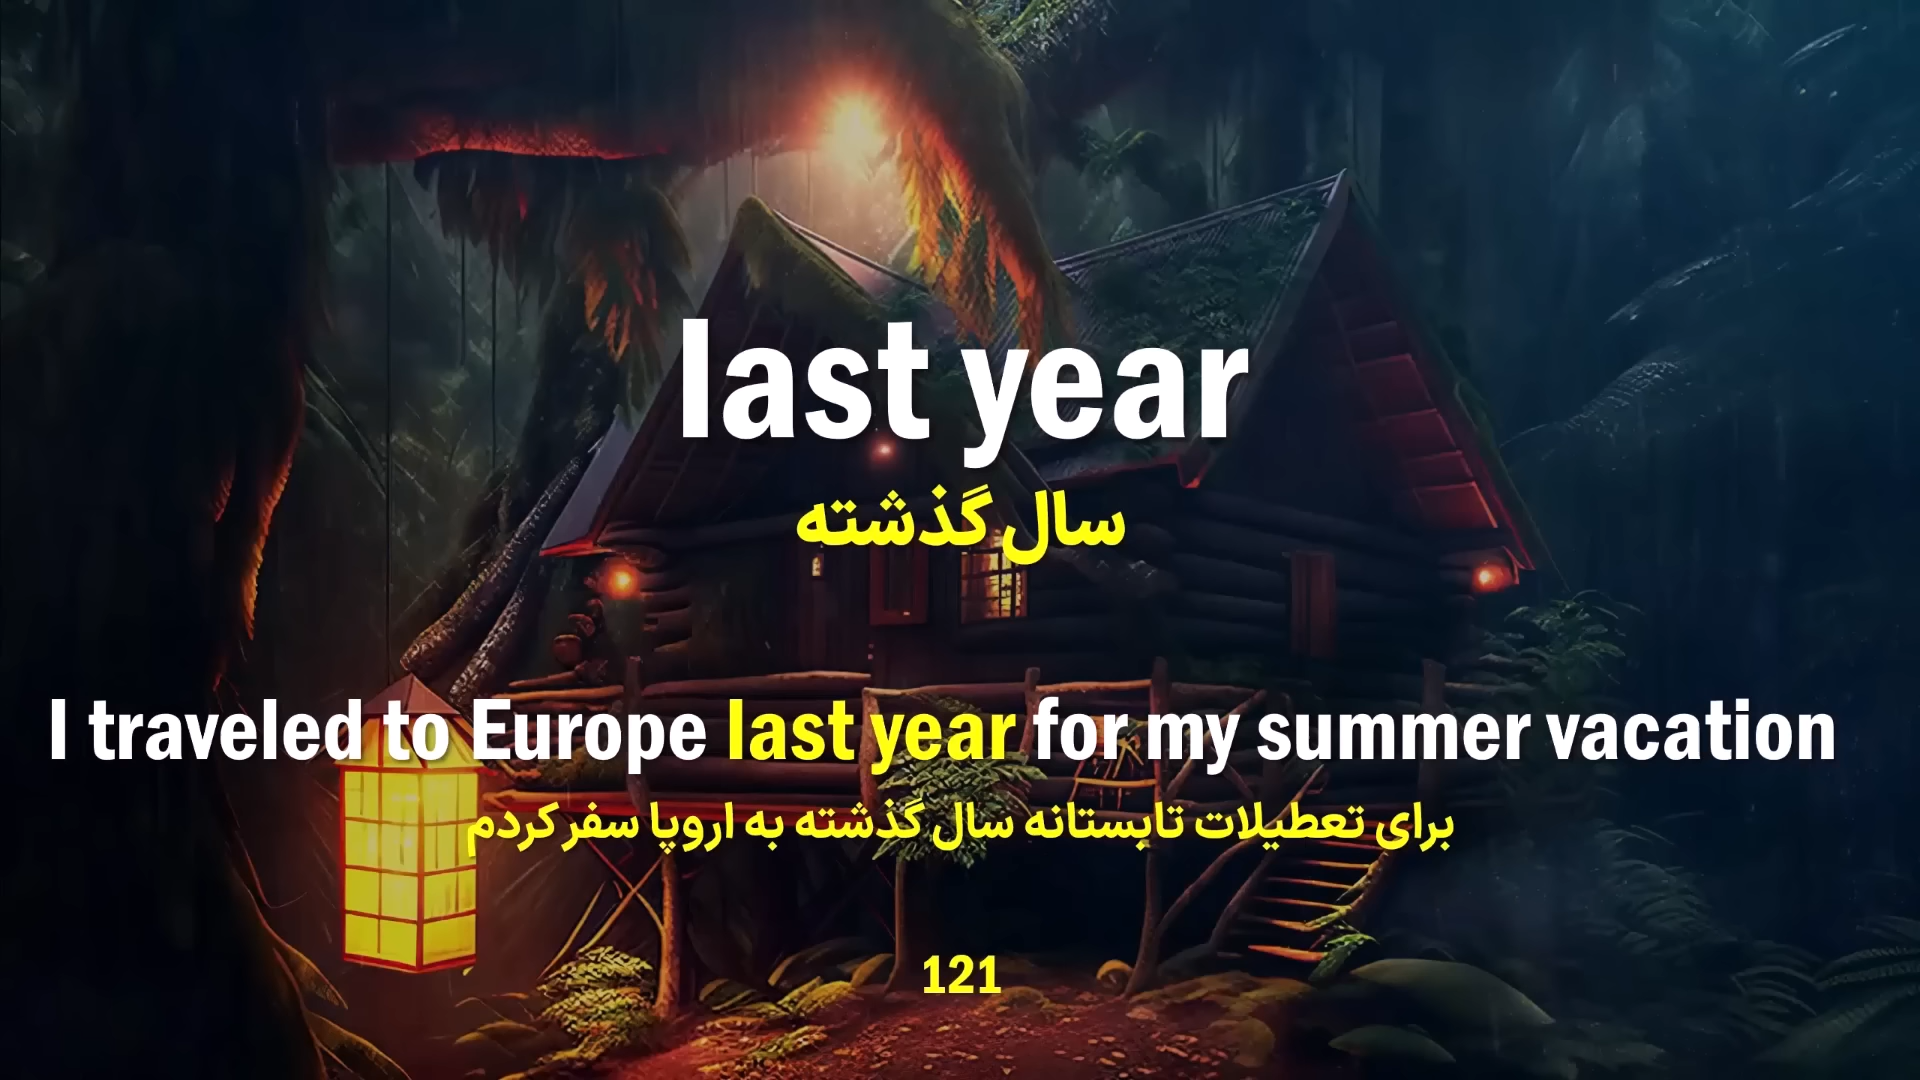 last year
سال گذشته
I traveled to Europe last year for my summer vacation
برای تعطیلات تابستانه سال گذشته به اروپا سفر کردم
121